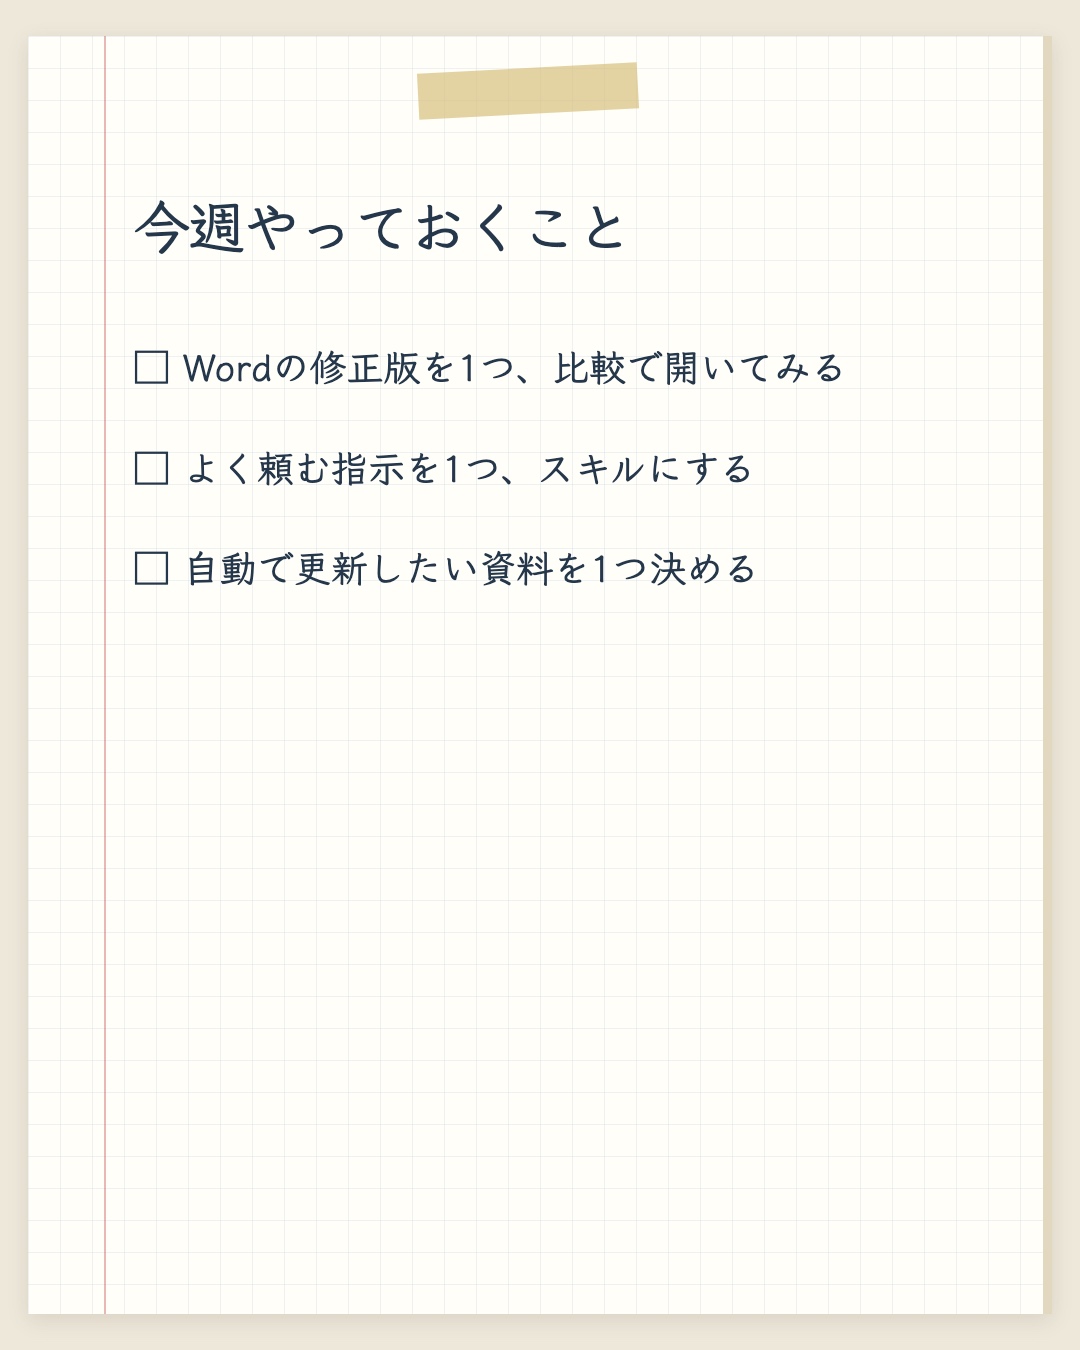 今週やっておくこと
□ Wordの修正版を1つ、比較で開いてみる
□ よく頼む指示を1つ、スキルにする
□ 自動で更新したい資料を1つ決める